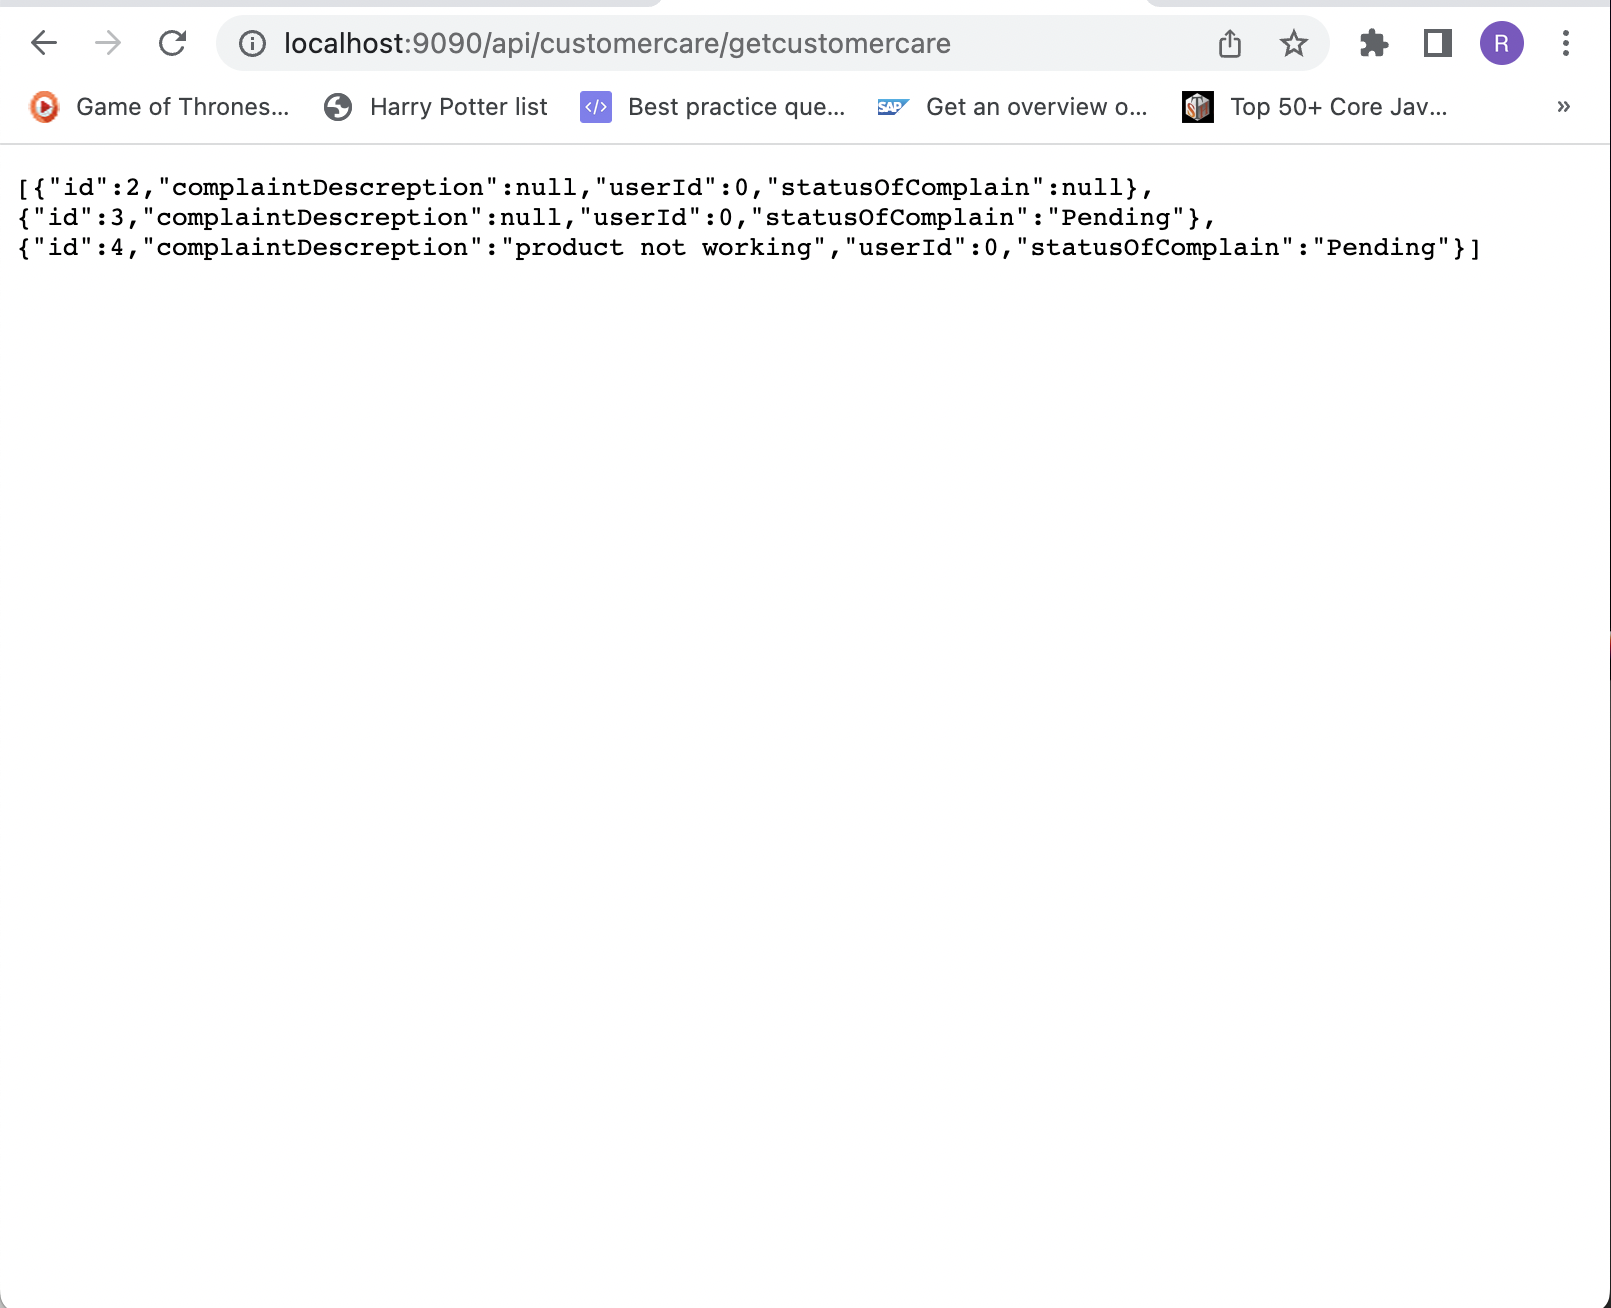 localhost:9090/api/customercare/getcustomercare
R
Game of Thrones... Harry Potter list </> Best practice que... SAP Get an overview o... Top 50+ Core Jav... »
[{"id":2,"complaintDescreption":null,"userId":0,"statusOfComplain":null},
{"id":3,"complaintDescreption":null,"userId":0,"statusOfComplain":"Pending"},
{"id":4,"complaintDescreption":"product not working","userId":0,"statusOfComplain":"Pending"}]